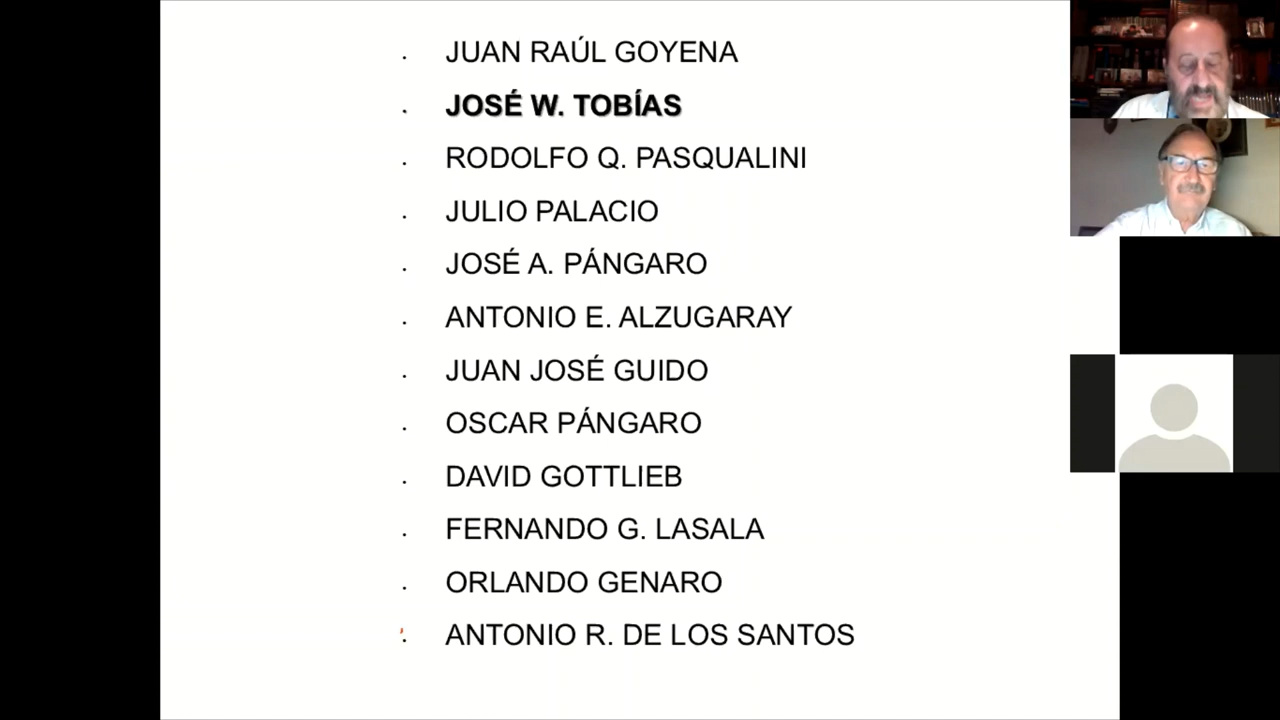 JUAN RAÚL GOYENA
JOSÉ W. TOBÍAS
RODOLFO Q. PASQUALINI
JULIO PALACIO
JOSÉ A. PÁNGARO
ANTONIO E. ALZUGARAY
JUAN JOSÉ GUIDO
OSCAR PÁNGARO
DAVID GOTTLIEB
FERNANDO G. LASALA
ORLANDO GENARO
ANTONIO R. DE LOS SANTOS